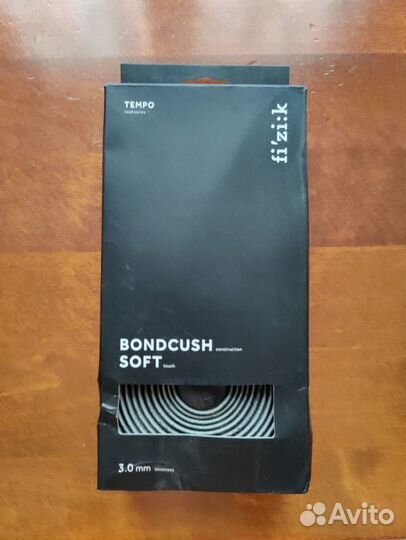 TEMPO
road series
fi'zi:k
BONDCUSH construction
SOFT touch
3.0 mm thickness
Avito